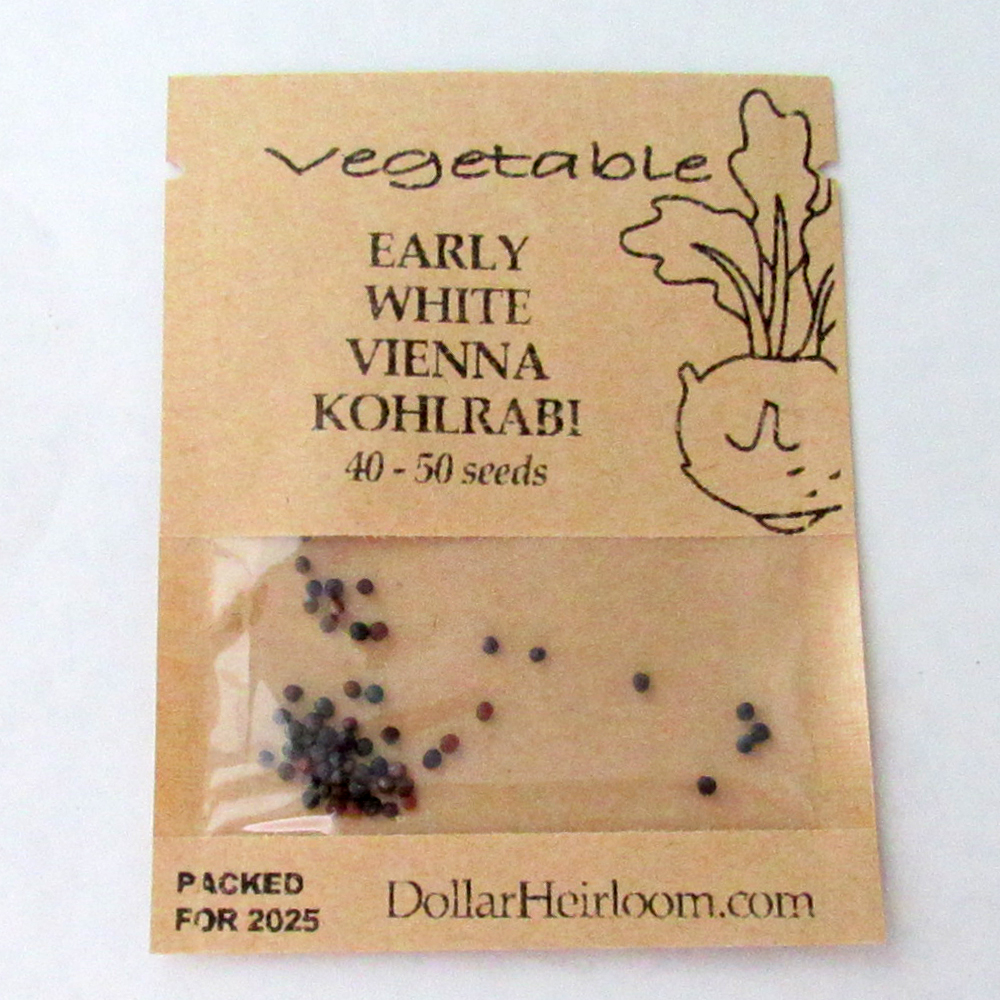 vegetable
EARLY
WHITE
VIENNA
KOHLRABI
40 - 50 seeds
PACKED
FOR 2025
DollarHeirloom.com